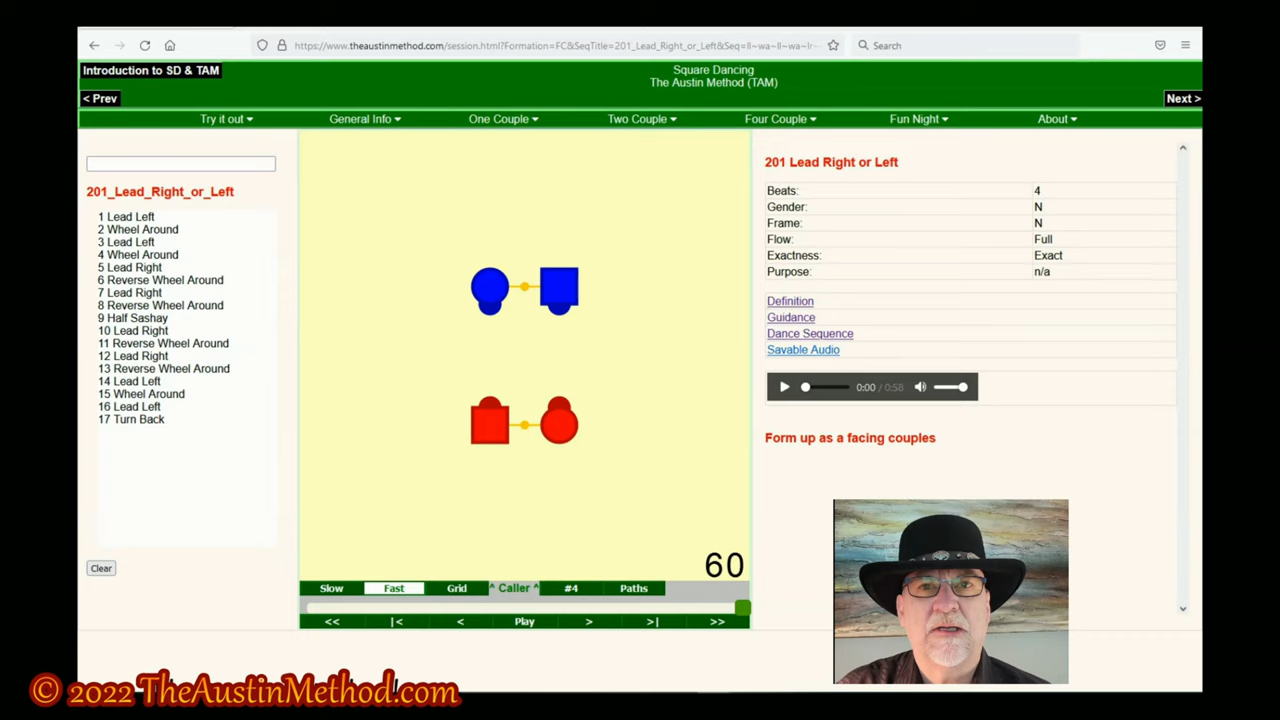 https://www.theaustinmethod.com/session.html?Formation=FC&SeqTitle=201_Lead_Right_or_Left&Seq=ll~wa~ll~wa~lr~
Search
Introduction to SD & TAM
Square Dancing
The Austin Method (TAM)
< Prev
Next >
Try it out
General Info
One Couple
Two Couple
Four Couple
Fun Night
About
201_Lead_Right_or_Left
1 Lead Left
2 Wheel Around
3 Lead Left
4 Wheel Around
5 Lead Right
6 Reverse Wheel Around
7 Lead Right
8 Reverse Wheel Around
9 Half Sashay
10 Lead Right
11 Reverse Wheel Around
12 Lead Right
13 Reverse Wheel Around
14 Lead Left
15 Wheel Around
16 Lead Left
17 Turn Back
Clear
60
Slow Fast Grid ^ Caller ^ #4 Paths
<< |< < Play > >| >>
201 Lead Right or Left
Beats: 4
Gender: N
Frame: N
Flow: Full
Exactness: Exact
Purpose: n/a
Definition
Guidance
Dance Sequence
Savable Audio
0:00 / 0:58
Form up as a facing couples
© 2022 TheAustinMethod.com